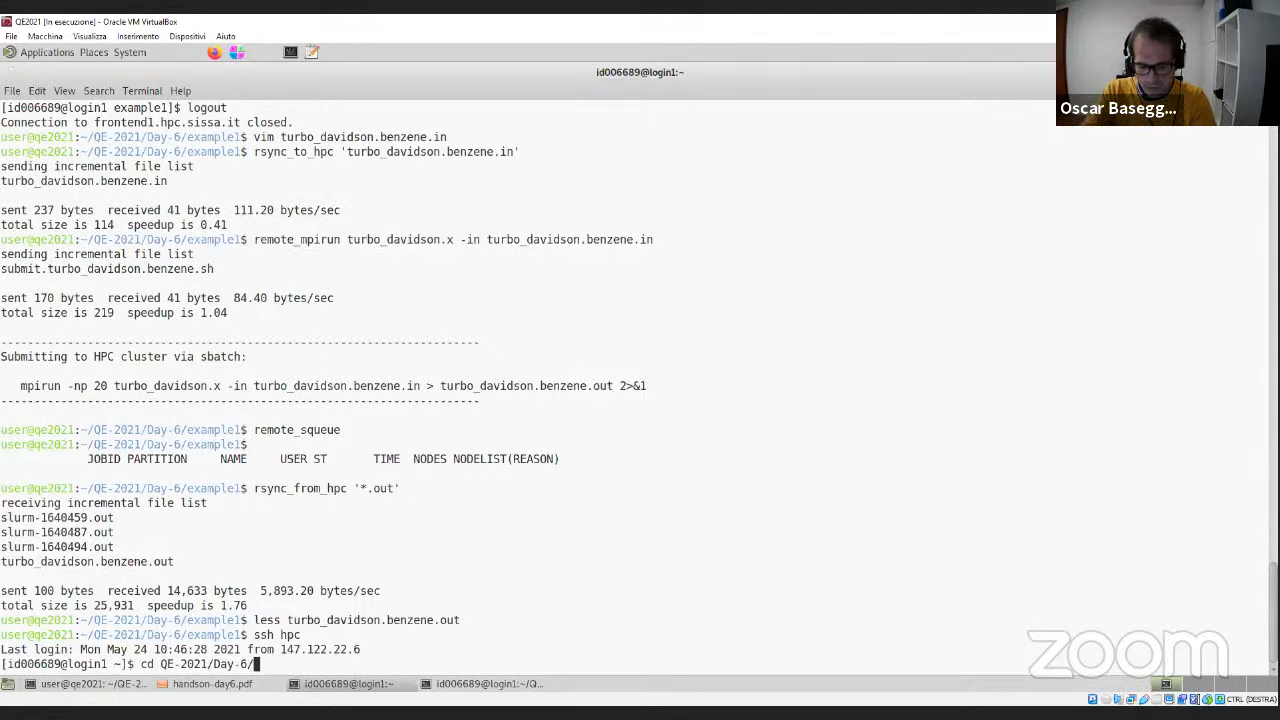 QE2021 [In esecuzione] - Oracle VM VirtualBox
File Macchina Visualizza Inserimento Dispositivi Aiuto
Applications Places System
id006689@login1:~
File Edit View Search Terminal Help
[id006689@login1 example1]$ logout
Connection to frontend1.hpc.sissa.it closed.
user@qe2021:~/QE-2021/Day-6/example1$ vim turbo_davidson.benzene.in
user@qe2021:~/QE-2021/Day-6/example1$ rsync_to_hpc 'turbo_davidson.benzene.in'
sending incremental file list
turbo_davidson.benzene.in
sent 237 bytes received 41 bytes 111.20 bytes/sec
total size is 114 speedup is 0.41
user@qe2021:~/QE-2021/Day-6/example1$ remote_mpirun turbo_davidson.x -in turbo_davidson.benzene.in
sending incremental file list
submit.turbo_davidson.benzene.sh
sent 170 bytes received 41 bytes 84.40 bytes/sec
total size is 219 speedup is 1.04
------------------------------------------------------------------------
Submitting to HPC cluster via sbatch:
mpirun -np 20 turbo_davidson.x -in turbo_davidson.benzene.in > turbo_davidson.benzene.out 2>&1
------------------------------------------------------------------------
user@qe2021:~/QE-2021/Day-6/example1$ remote_squeue
user@qe2021:~/QE-2021/Day-6/example1$
JOBID PARTITION NAME USER ST TIME NODES NODELIST(REASON)
user@qe2021:~/QE-2021/Day-6/example1$ rsync_from_hpc '*.out'
receiving incremental file list
slurm-1640459.out
slurm-1640487.out
slurm-1640494.out
turbo_davidson.benzene.out
sent 100 bytes received 14,633 bytes 5,893.20 bytes/sec
total size is 25,931 speedup is 1.76
user@qe2021:~/QE-2021/Day-6/example1$ less turbo_davidson.benzene.out
user@qe2021:~/QE-2021/Day-6/example1$ ssh hpc
Last login: Mon May 24 10:46:28 2021 from 147.122.22.6
[id006689@login1 ~]$ cd QE-2021/Day-6/
user@qe2021: ~/QE-2... handson-day6.pdf id006689@login1:~ id006689@login1:~/Q...
CTRL (DESTRA)
Oscar Basegg...
zoom